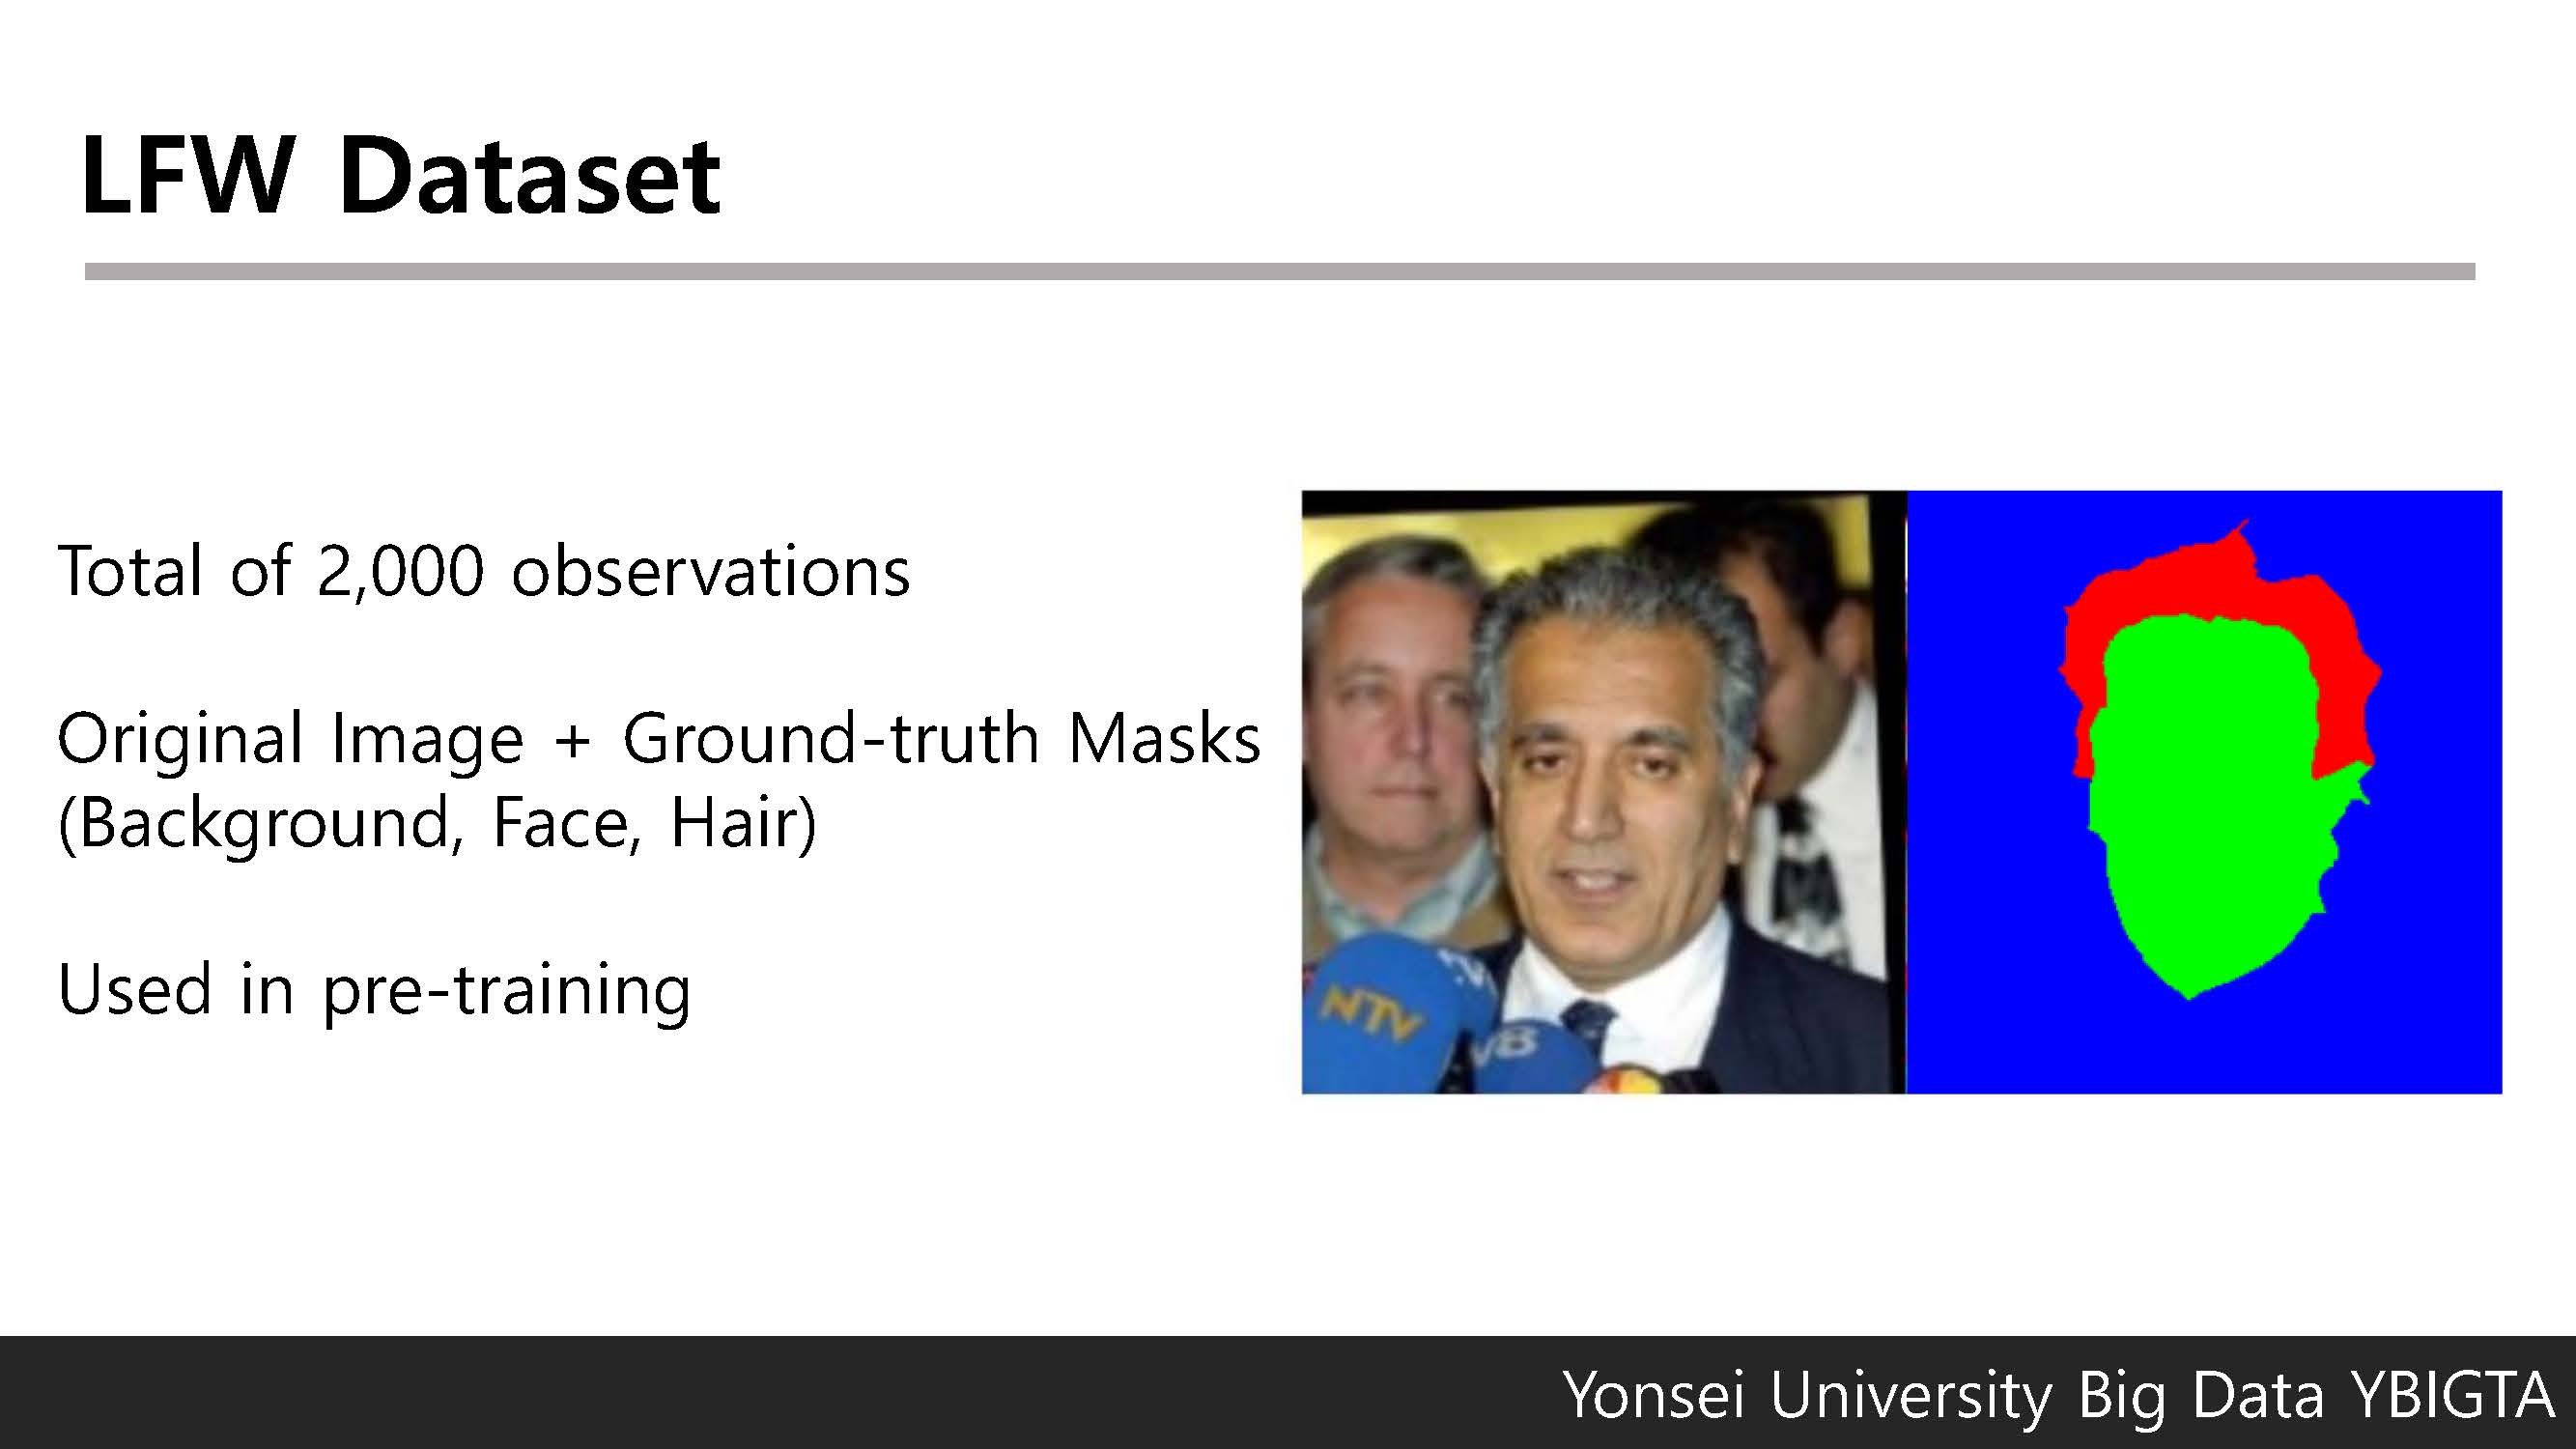 LFW Dataset
Total of 2,000 observations
Original Image + Ground-truth Masks
(Background, Face, Hair)
Used in pre-training
NTV
Yonsei University Big Data YBIGTA